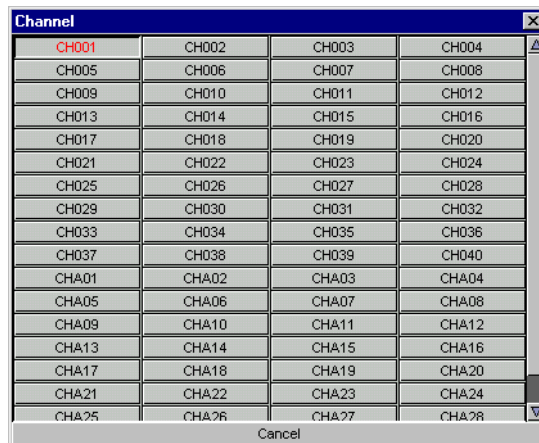 Channel
CH001 CH002 CH003 CH004
CH005 CH006 CH007 CH008
CH009 CH010 CH011 CH012
CH013 CH014 CH015 CH016
CH017 CH018 CH019 CH020
CH021 CH022 CH023 CH024
CH025 CH026 CH027 CH028
CH029 CH030 CH031 CH032
CH033 CH034 CH035 CH036
CH037 CH038 CH039 CH040
CHA01 CHA02 CHA03 CHA04
CHA05 CHA06 CHA07 CHA08
CHA09 CHA10 CHA11 CHA12
CHA13 CHA14 CHA15 CHA16
CHA17 CHA18 CHA19 CHA20
CHA21 CHA22 CHA23 CHA24
CHA25 CHA26 CHA27 CHA28
Cancel